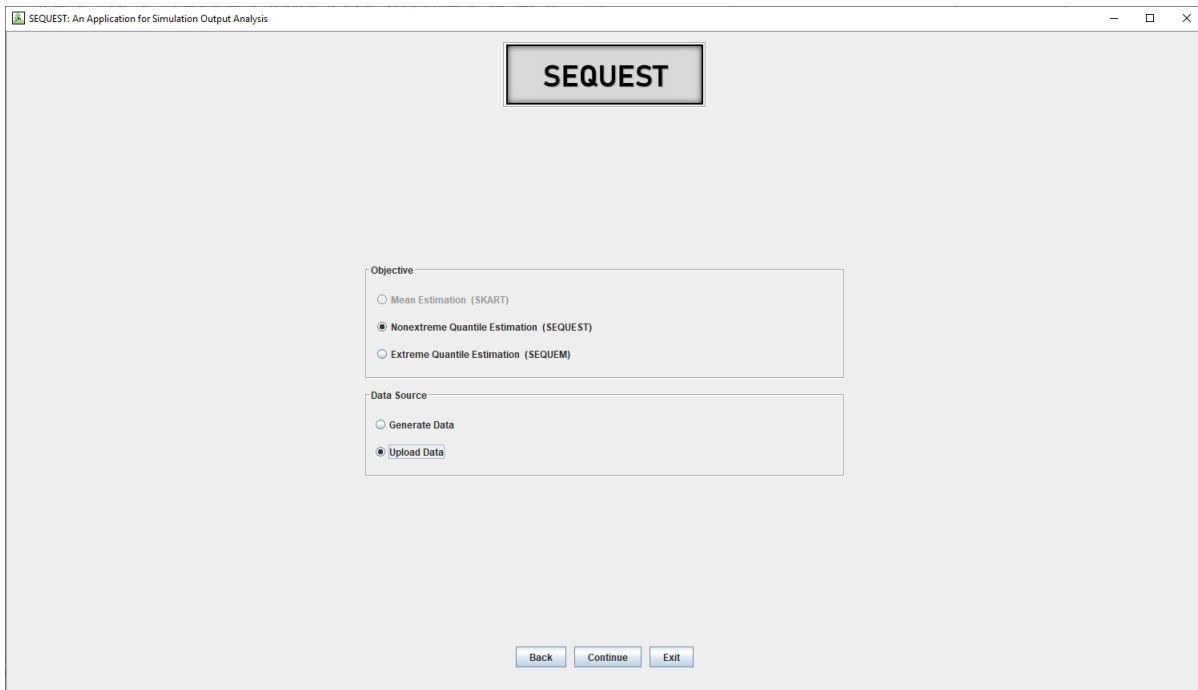 SEQUEST: An Application for Simulation Output Analysis
SEQUEST
Objective
Mean Estimation (SKART)
Nonextreme Quantile Estimation (SEQUEST)
Extreme Quantile Estimation (SEQUEM)
Data Source
Generate Data
Upload Data
Back Continue Exit